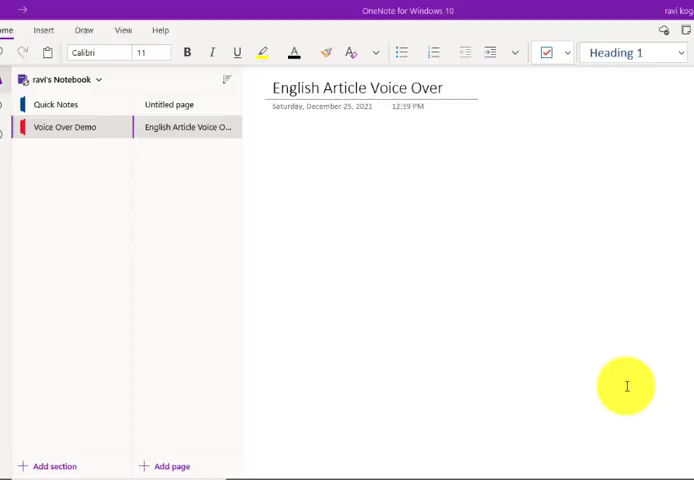 OneNote for Windows 10
ravi kog
ome Insert Draw View Help
Calibri 11 B I U A A Heading 1
ravi's Notebook
English Article Voice Over
Saturday, December 25, 2021 12:39 PM
Quick Notes Untitled page
Voice Over Demo English Article Voice O...
+ Add section + Add page